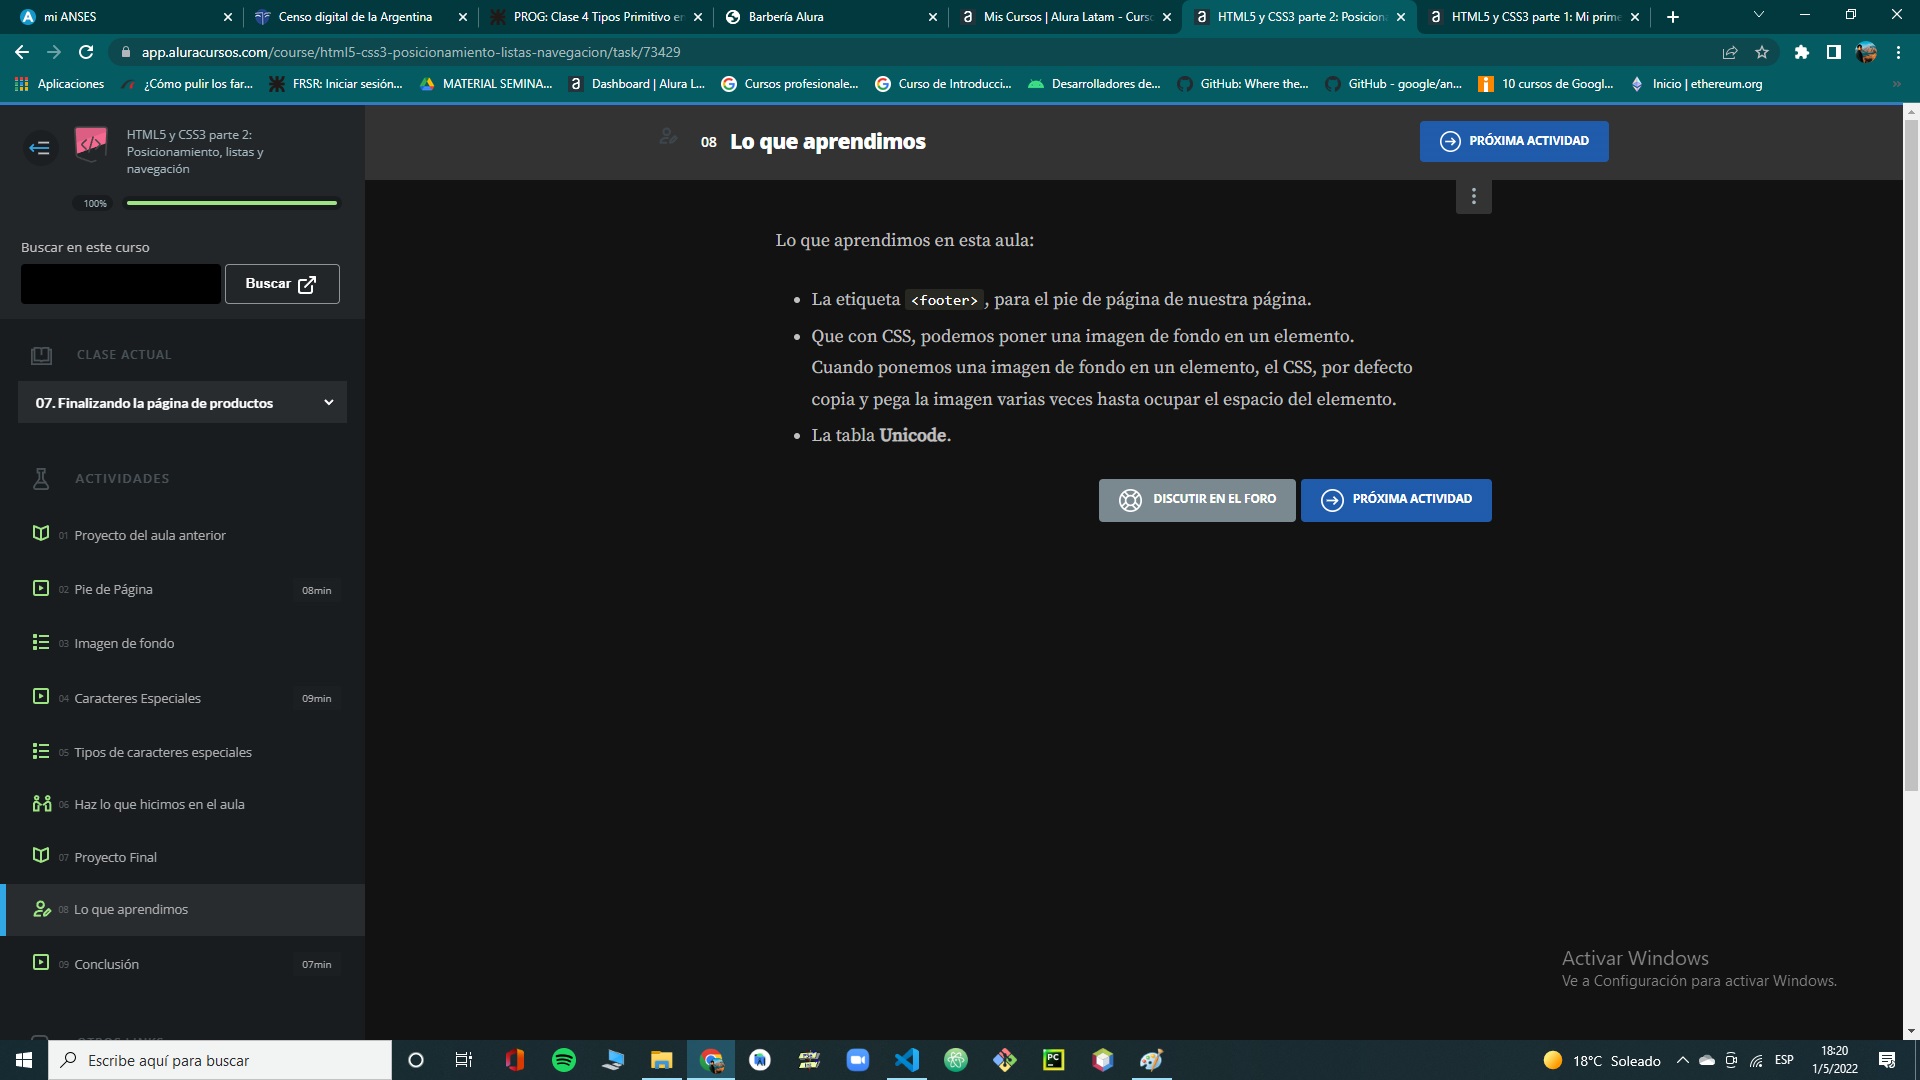 mi ANSES
Censo digital de la Argentina
PROG: Clase 4 Tipos Primitivo en
Barbería Alura
Mis Cursos | Alura Latam - Curso
HTML5 y CSS3 parte 2: Posiciona
HTML5 y CSS3 parte 1: Mi prime
app.aluracursos.com/course/html5-css3-posicionamiento-listas-navegacion/task/73429
Aplicaciones
¿Cómo pulir los far...
FRSR: Iniciar sesión...
MATERIAL SEMINA...
Dashboard | Alura L...
Cursos profesionale...
Curso de Introducci...
Desarrolladores de...
GitHub: Where the...
GitHub - google/an...
10 cursos de Googl...
Inicio | ethereum.org
HTML5 y CSS3 parte 2:
Posicionamiento, listas y
navegación
100%
Buscar en este curso
Buscar
CLASE ACTUAL
07. Finalizando la página de productos
ACTIVIDADES
01 Proyecto del aula anterior
02 Pie de Página 08min
03 Imagen de fondo
04 Caracteres Especiales 09min
05 Tipos de caracteres especiales
06 Haz lo que hicimos en el aula
07 Proyecto Final
08 Lo que aprendimos
09 Conclusión 07min
08 Lo que aprendimos
PRÓXIMA ACTIVIDAD
Lo que aprendimos en esta aula:
• La etiqueta <footer>, para el pie de página de nuestra página.
• Que con CSS, podemos poner una imagen de fondo en un elemento.
Cuando ponemos una imagen de fondo en un elemento, el CSS, por defecto
copia y pega la imagen varias veces hasta ocupar el espacio del elemento.
• La tabla Unicode.
DISCUTIR EN EL FORO
PRÓXIMA ACTIVIDAD
Activar Windows
Ve a Configuración para activar Windows.
Escribe aquí para buscar
18°C Soleado
ESP
18:20
1/5/2022